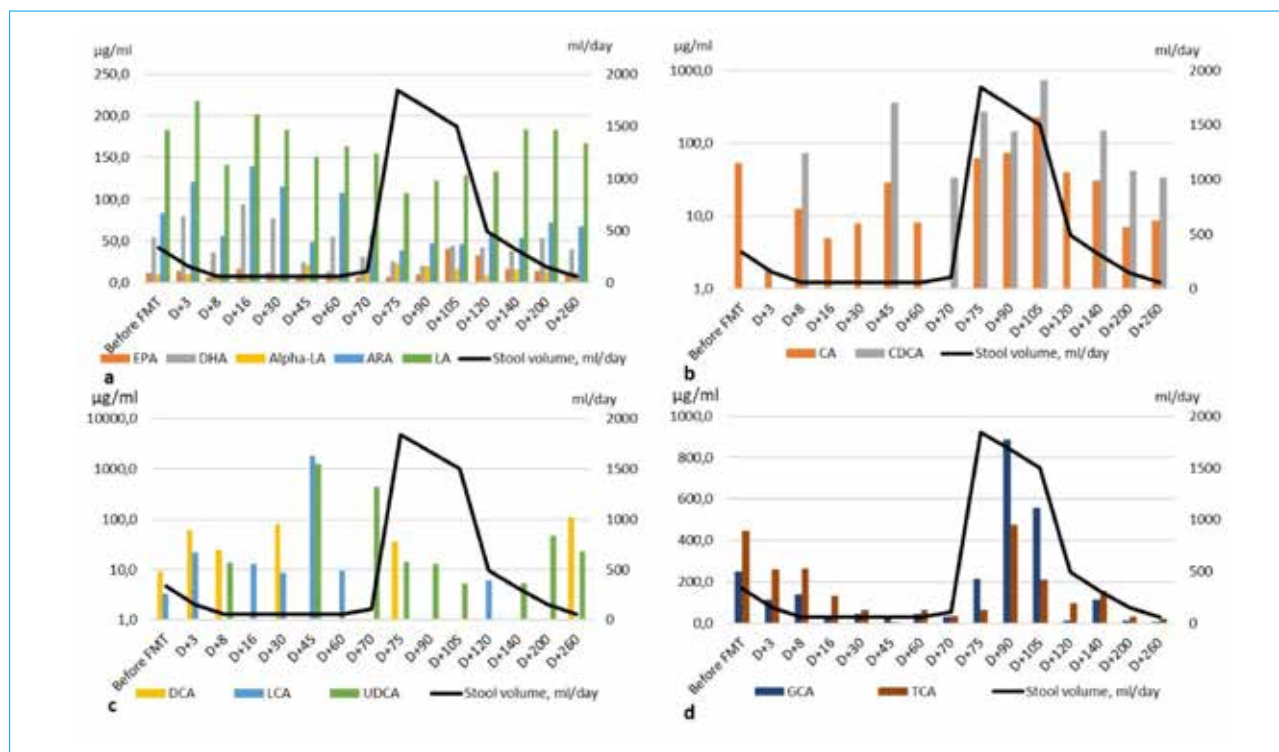 µg/ml
ml/day
250,0
200,0
150,0
100,0
50,0
0,0
2000
1500
1000
500
0
Before FMT D+3 D+8 D+16 D+30 D+45 D+60 D+70 D+75 D+90 D+105 D+120 D+140 D+200 D+260
EPA DHA Alpha-LA ARA LA Stool volume, ml/day
a
µg/ml
ml/day
1000,0
100,0
10,0
1,0
2000
1500
1000
500
0
Before FMT D+3 D+8 D+16 D+30 D+45 D+60 D+70 D+75 D+90 D+105 D+120 D+140 D+200 D+260
CA CDCA Stool volume, ml/day
b
µg/ml
ml/day
10000,0
1000,0
100,0
10,0
1,0
2000
1500
1000
500
0
Before FMT D+3 D+8 D+16 D+30 D+45 D+60 D+70 D+75 D+90 D+105 D+120 D+140 D+200 D+260
DCA LCA UDCA Stool volume, ml/day
c
µg/ml
ml/day
1000,0
800,0
600,0
400,0
200,0
0,0
2000
1500
1000
500
0
Before FMT D+3 D+8 D+16 D+30 D+45 D+60 D+70 D+75 D+90 D+105 D+120 D+140 D+200 D+260
GCA TCA Stool volume, ml/day
d